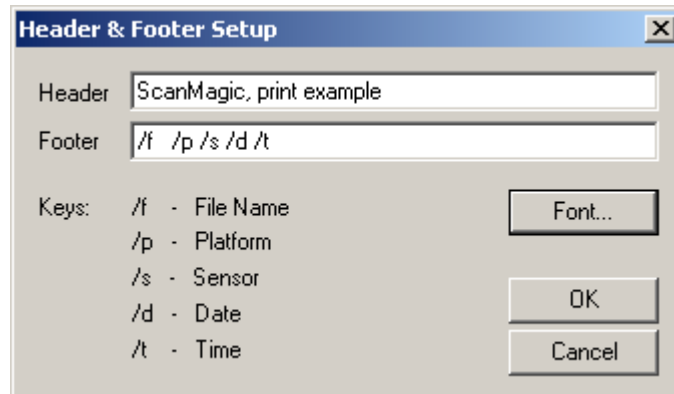 Header & Footer Setup
Header ScanMagic, print example
Footer /f /p /s /d /t
Keys: /f - File Name Font...
/p - Platform
/s - Sensor
/d - Date OK
/t - Time Cancel